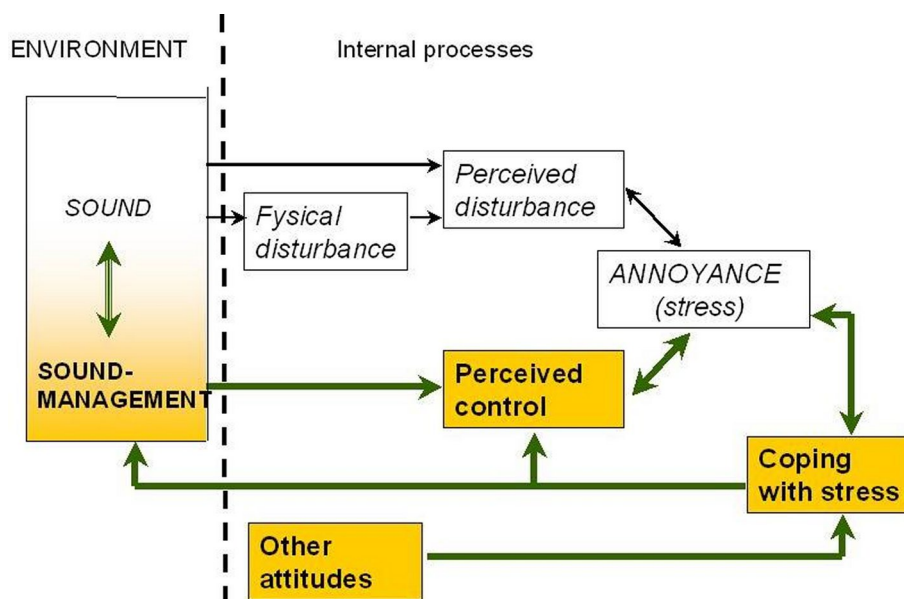 ENVIRONMENT
Internal processes
SOUND
Fysical
disturbance
Perceived
disturbance
ANNOYANCE
(stress)
SOUND-
MANAGEMENT
Perceived
control
Coping
with stress
Other
attitudes